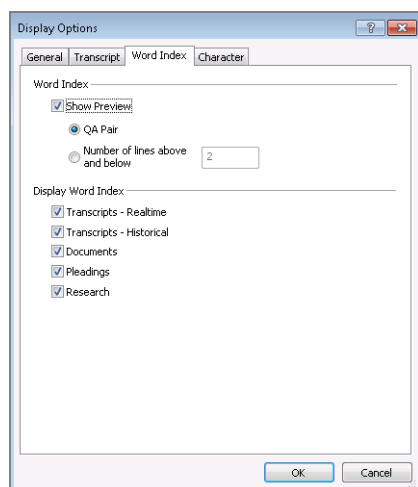 Display Options
General Transcript Word Index Character
Word Index
Show Preview
QA Pair
Number of lines above
and below
2
Display Word Index
Transcripts - Realtime
Transcripts - Historical
Documents
Pleadings
Research
OK Cancel